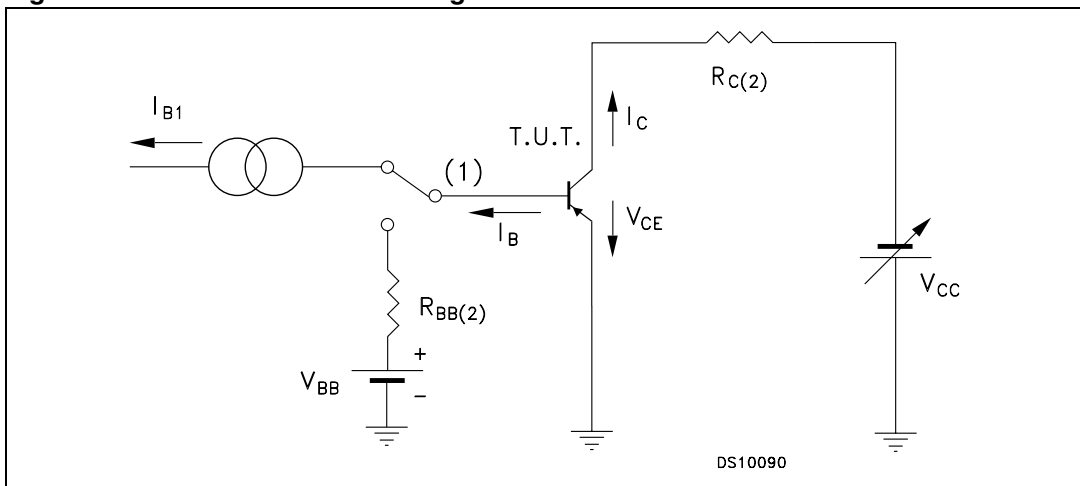 R_C(2)
I_B1
I_C
T.U.T.
(1)
V_CE
I_B
V_CC
R_BB(2)
+
V_BB
-
DS10090